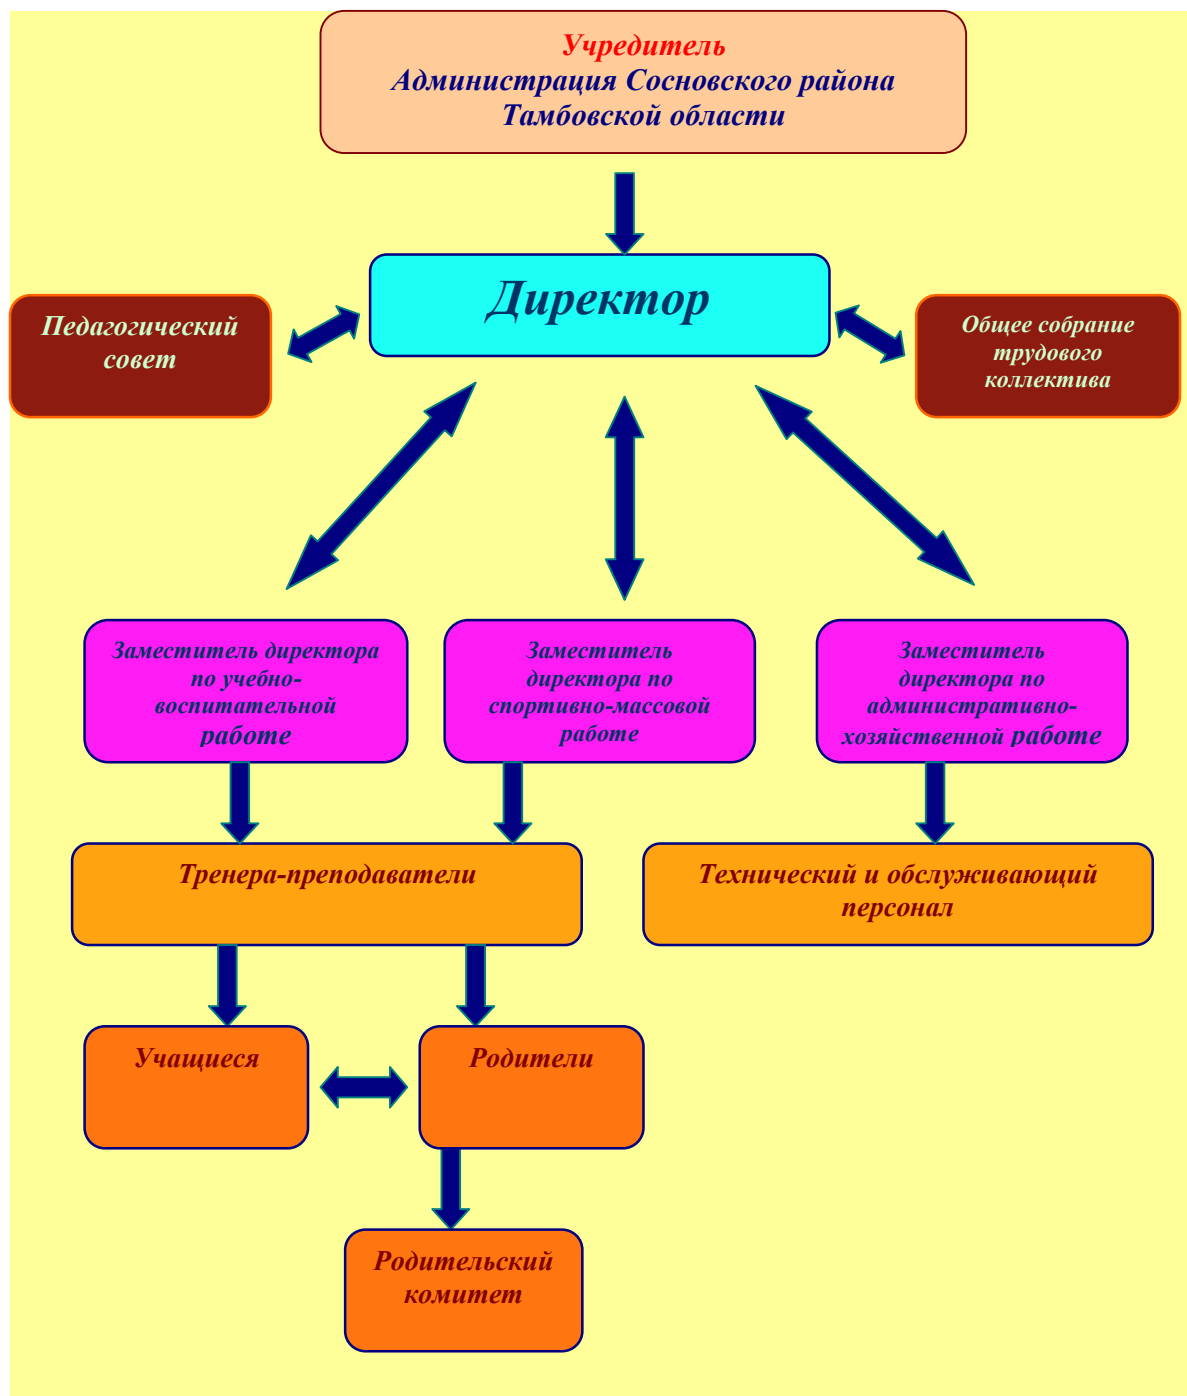 Учредитель
Администрация Сосновского района
Тамбовской области
Директор
Педагогический
совет
Общее собрание
трудового
коллектива
Заместитель директора
по учебно-
воспитательной
работе
Заместитель
директора по
спортивно-массовой
работе
Заместитель
директора по
административно-
хозяйственной работе
Тренера-преподаватели
Технический и обслуживающий
персонал
Учащиеся
Родители
Родительский
комитет